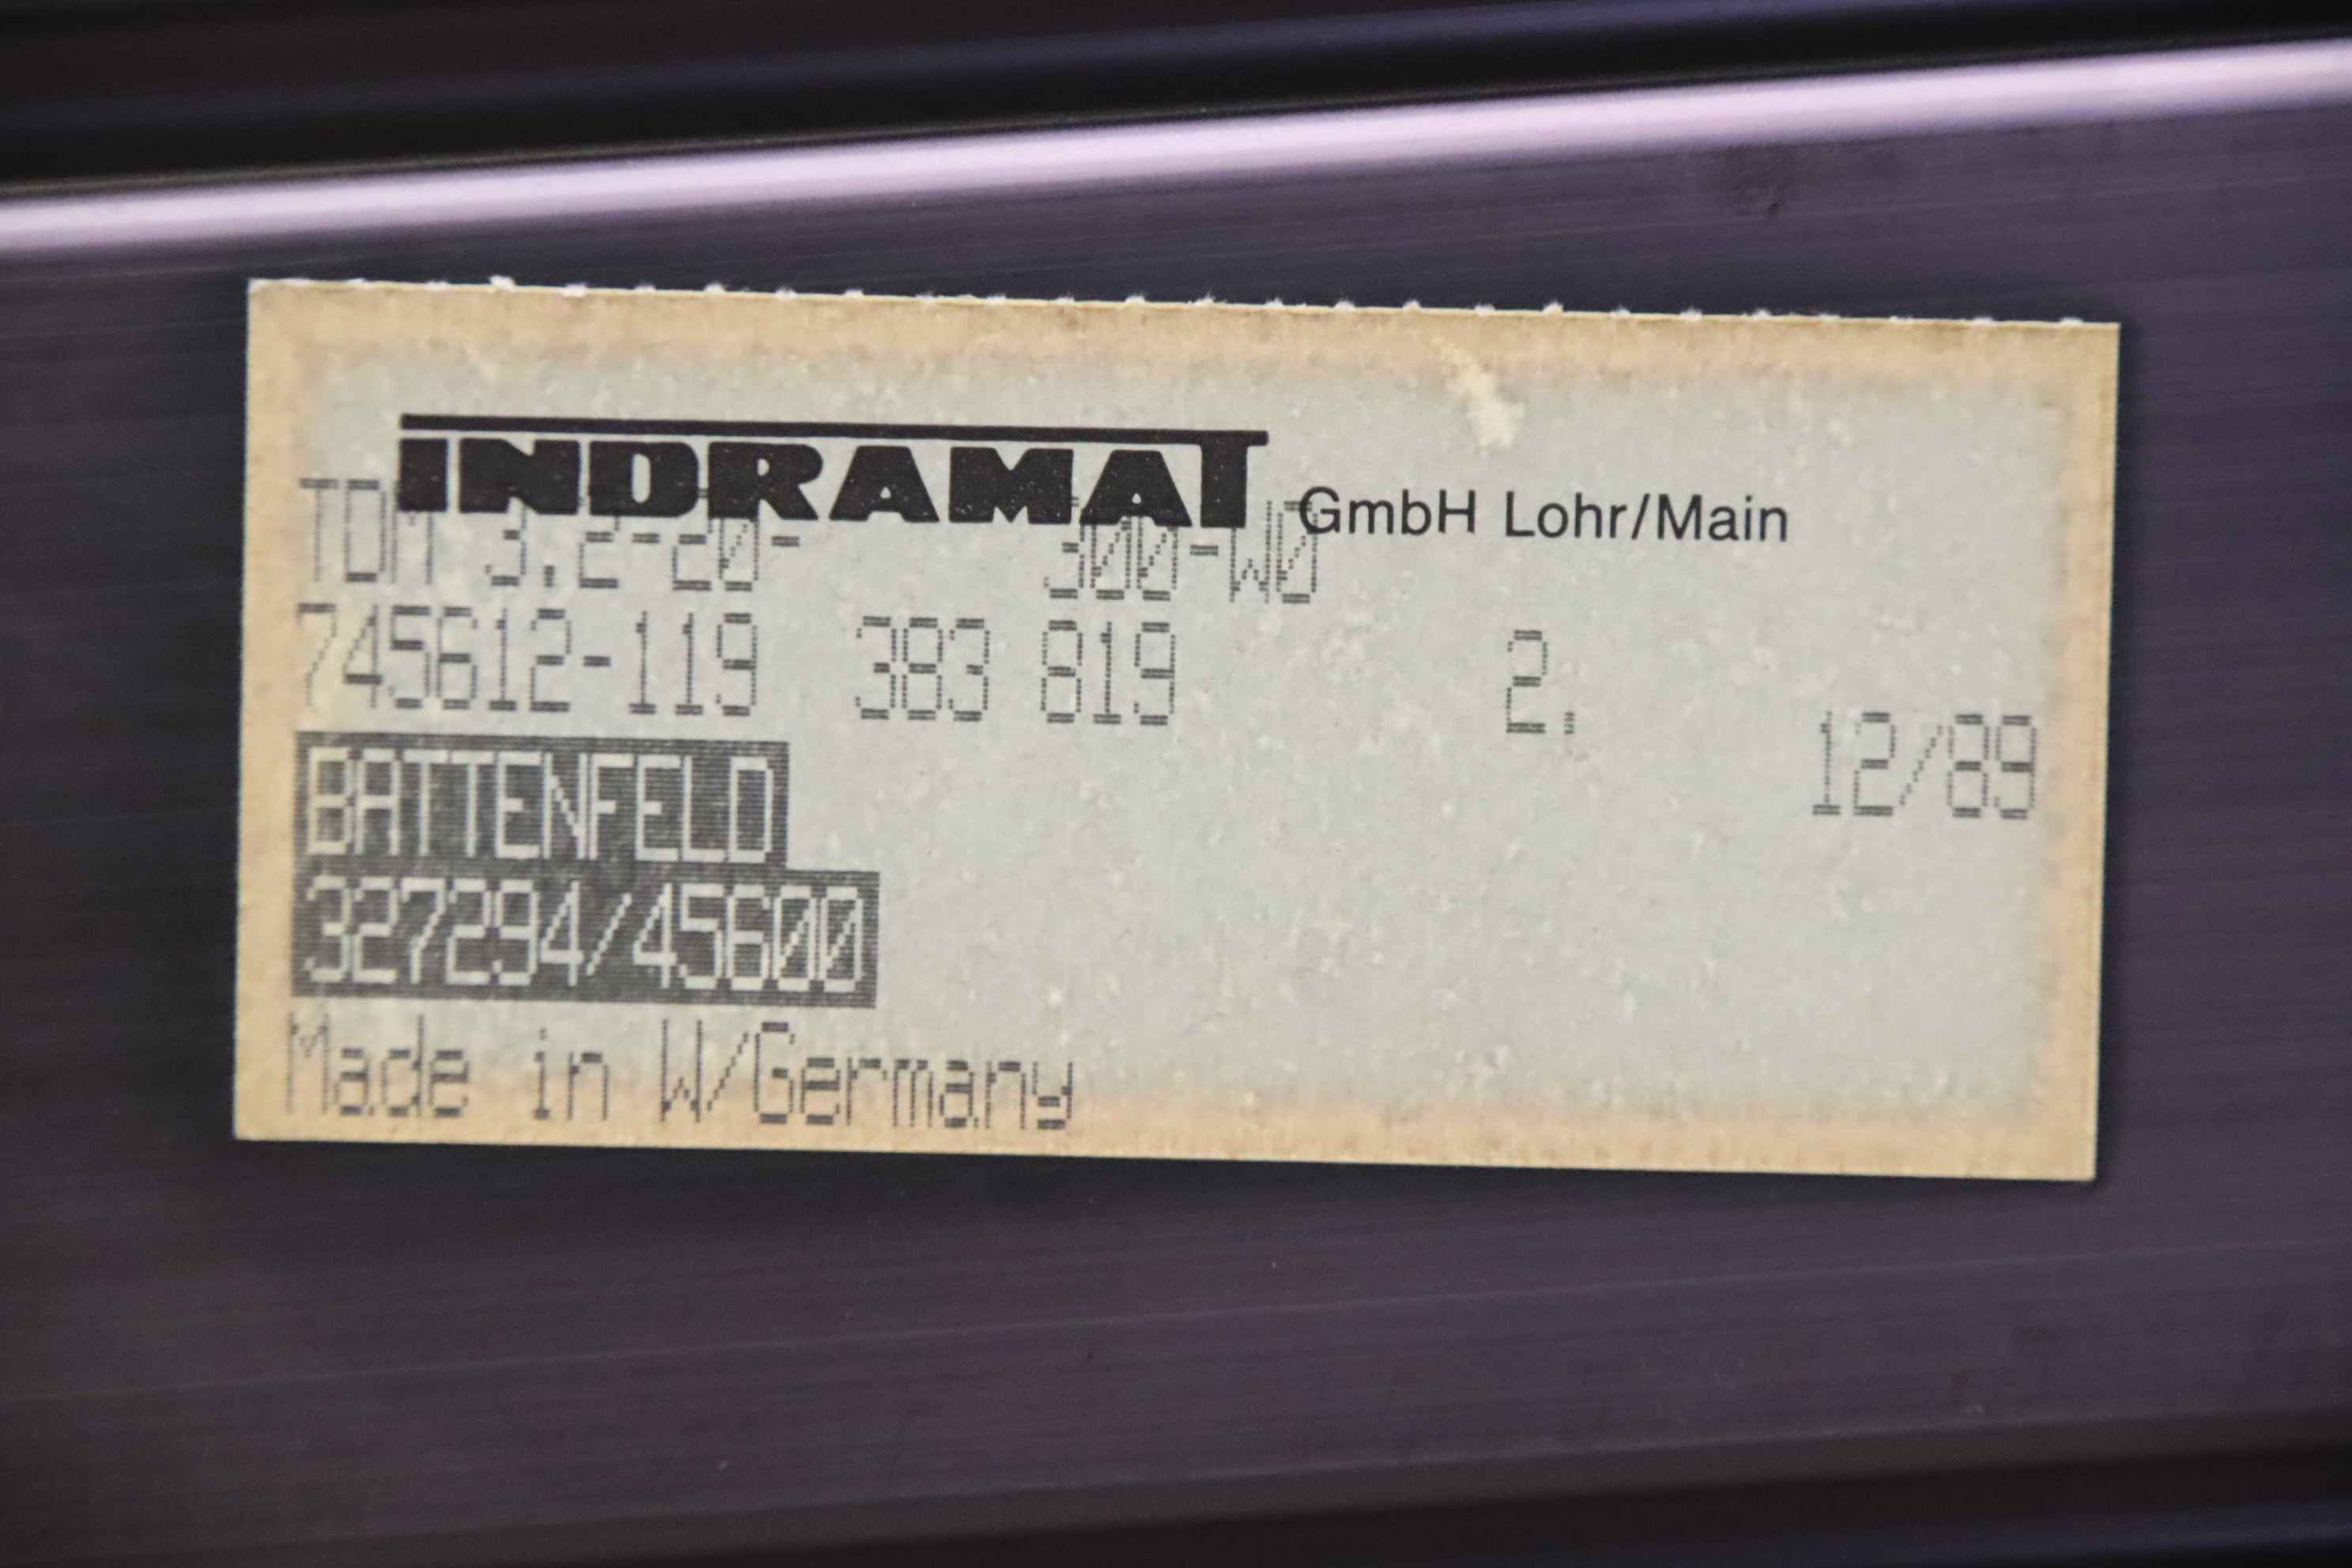 INDRAMAT GmbH Lohr/Main
TDM 3.2-20- 300-W0
745612-119 383 819 2.
12/89
BATTENFELD
327294/45600
Made in W/Germany